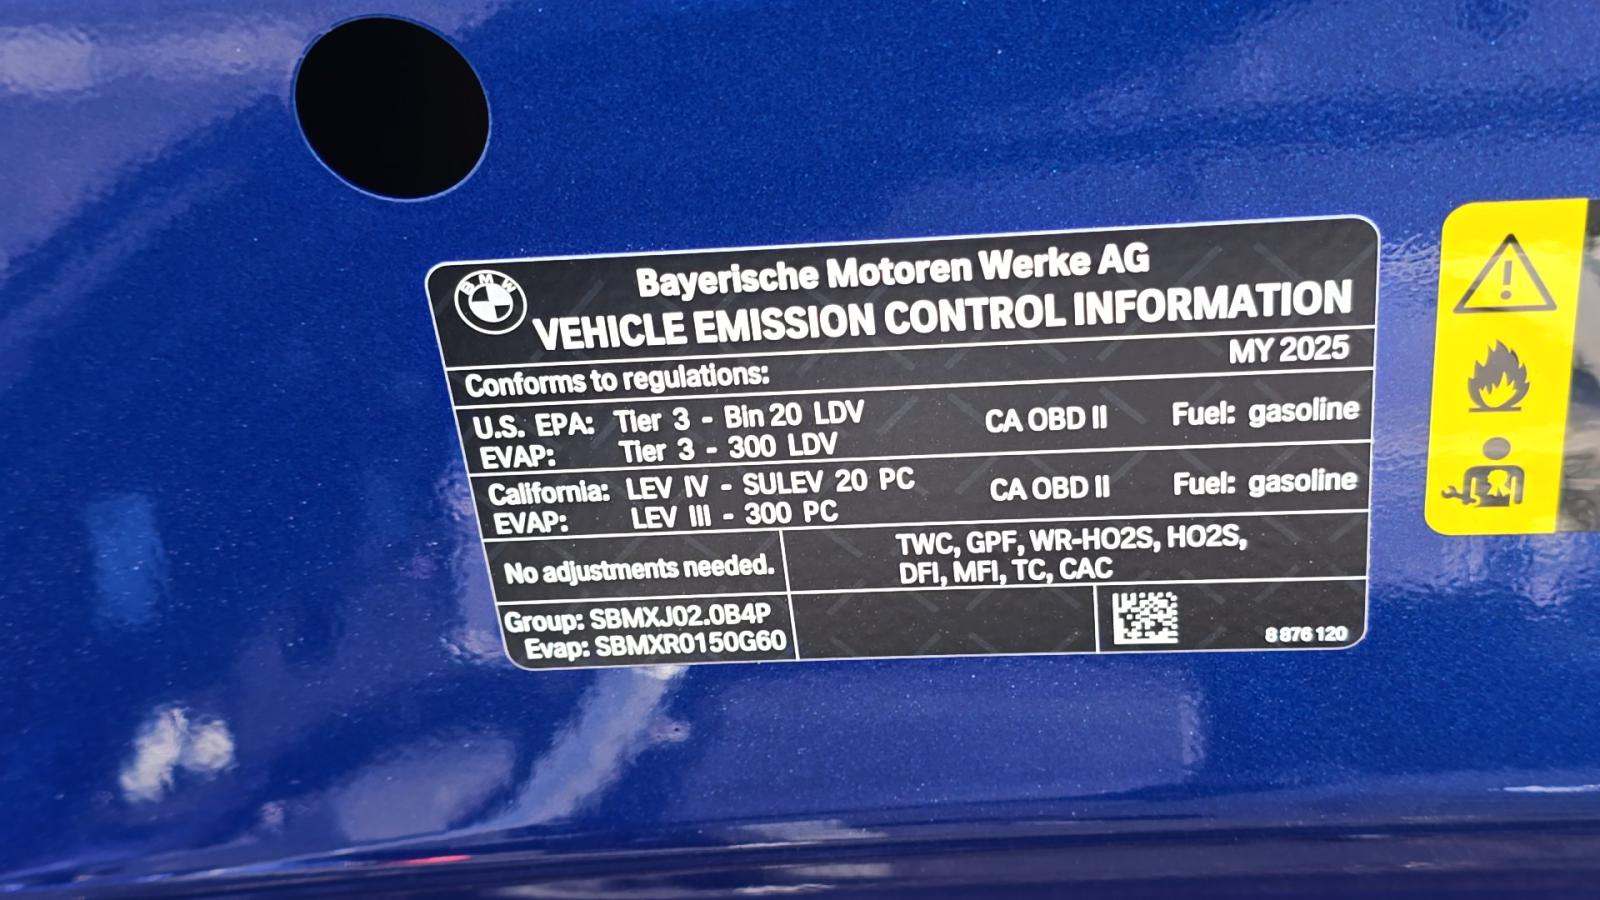 BMW
Bayerische Motoren Werke AG
VEHICLE EMISSION CONTROL INFORMATION
MY 2025
Conforms to regulations:
U.S. EPA: Tier 3 - Bin 20 LDV CA OBD II Fuel: gasoline
EVAP: Tier 3 - 300 LDV
California: LEV IV - SULEV 20 PC CA OBD II Fuel: gasoline
EVAP: LEV III - 300 PC
No adjustments needed.
TWC, GPF, WR-HO2S, HO2S,
DFI, MFI, TC, CAC
Group: SBMXJ02.0B4P
Evap: SBMXR0150G60
8 876 120